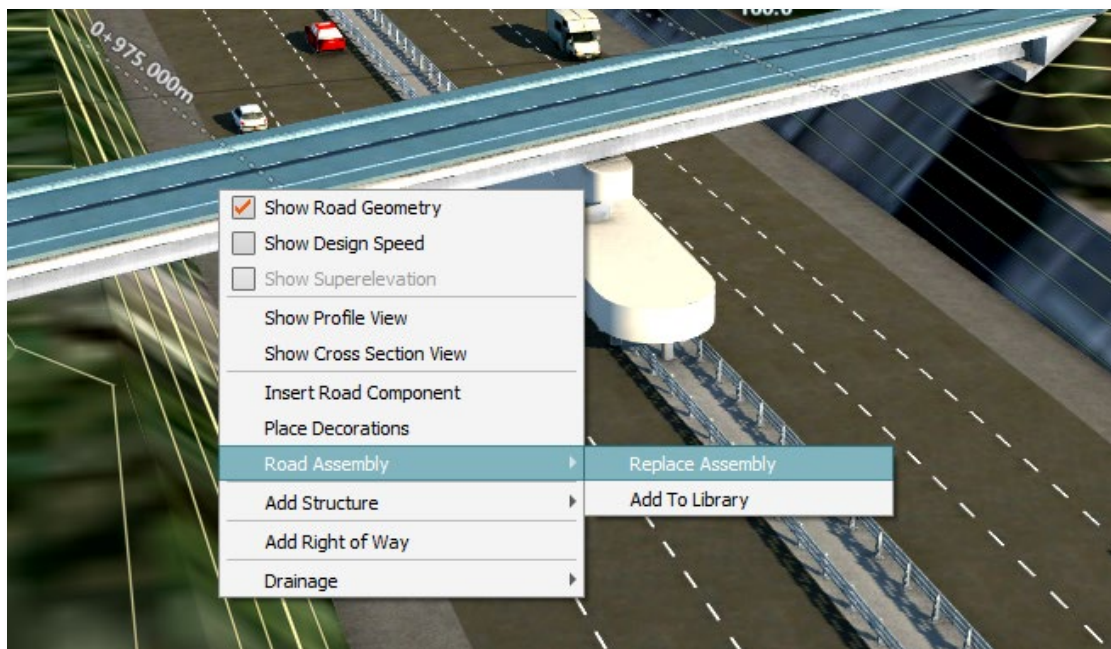 0+975.000m
Show Road Geometry
Show Design Speed
Show Superelevation
Show Profile View
Show Cross Section View
Insert Road Component
Place Decorations
Road Assembly
Replace Assembly
Add Structure
Add To Library
Add Right of Way
Drainage